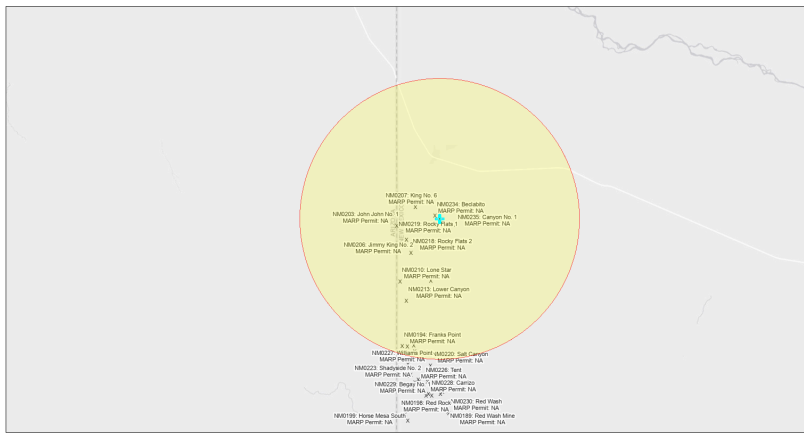 NM0207: King No. 6
MARP Permit: NA
NM0234: Beclabito
MARP Permit: NA
NM0203: John John No. 1
MARP Permit: NA
NM0235: Canyon No. 1
MARP Permit: NA
NM0219: Rocky Flats 1
MARP Permit: NA
NM0206: Jimmy King No. 2
MARP Permit: NA
NM0218: Rocky Flats 2
MARP Permit: NA
NM0210: Lone Star
MARP Permit: NA
NM0213: Lower Canyon
MARP Permit: NA
NM0194: Franks Point
MARP Permit: NA
NM0227: Williams Point
MARP Permit: NA
NM0220: Salt Canyon
MARP Permit: NA
NM0223: Shadyside No. 2
MARP Permit: NA
NM0226: Tent
MARP Permit: NA
NM0229: Begay No. 1
MARP Permit: NA
NM0228: Carrizo
MARP Permit: NA
NM0198: Red Rock
MARP Permit: NA
NM0230: Red Wash
MARP Permit: NA
NM0199: Horse Mesa South
MARP Permit: NA
NM0189: Red Wash Mine
MARP Permit: NA